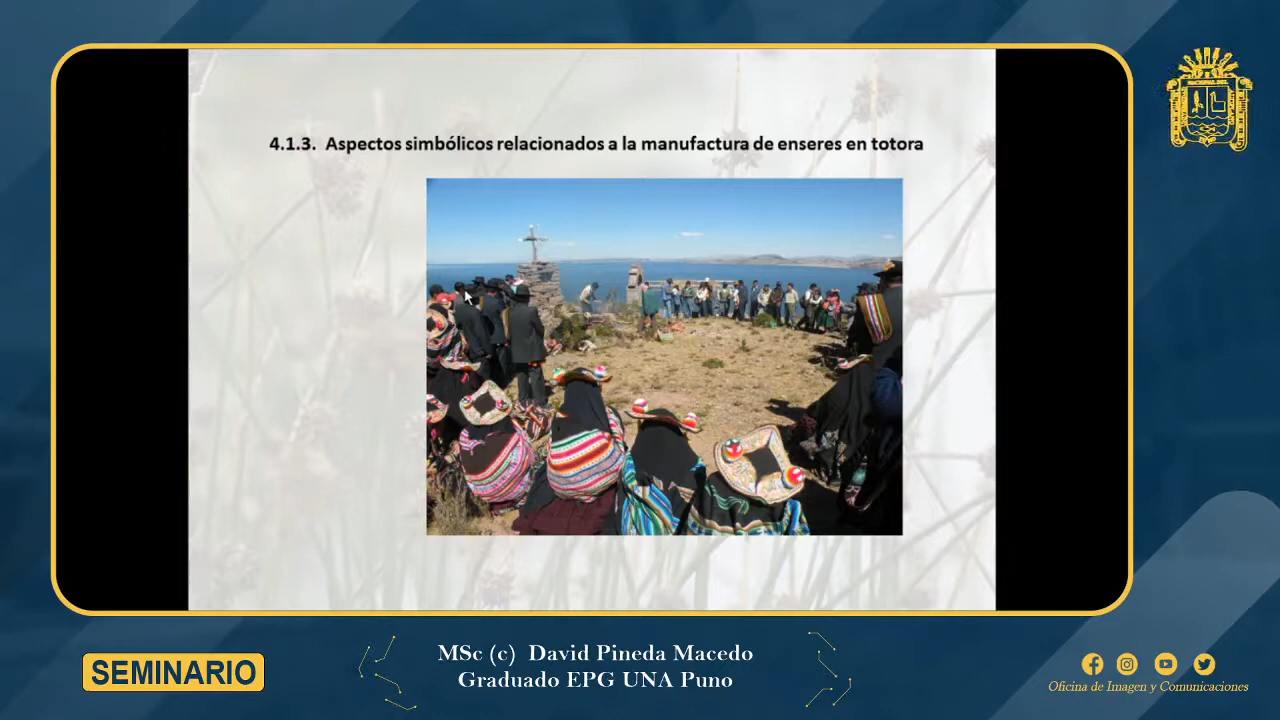 4.1.3. Aspectos simbólicos relacionados a la manufactura de enseres en totora
SEMINARIO
MSc (c) David Pineda Macedo
Graduado EPG UNA Puno
Oficina de Imagen y Comunicaciones